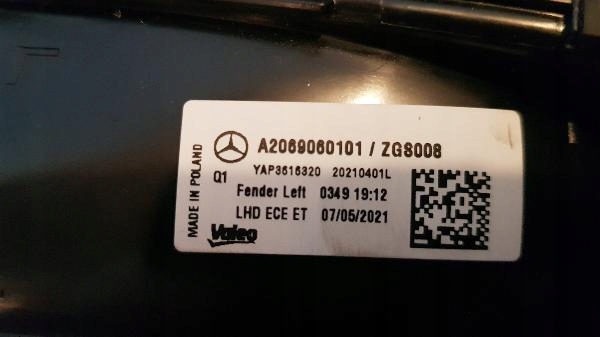 A2069060101 / ZGS008
Q1 YAP3616320 20210401L
Fender Left 0349 19:12
LHD ECE ET 07/05/2021
Valeo
MADE IN POLAND